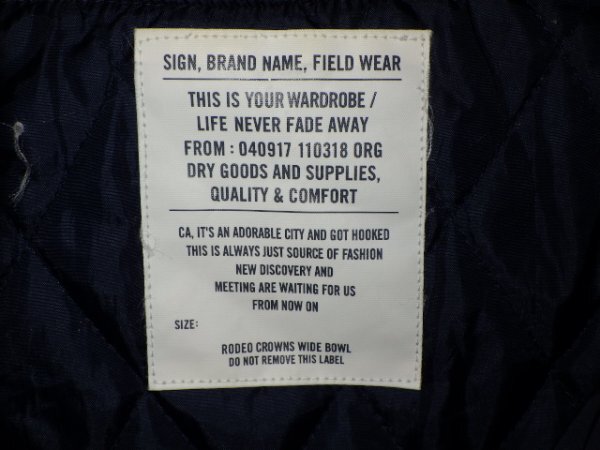 SIGN, BRAND NAME, FIELD WEAR
THIS IS YOUR WARDROBE /
LIFE NEVER FADE AWAY
FROM : 040917 110318 ORG
DRY GOODS AND SUPPLIES,
QUALITY & COMFORT
CA, IT'S AN ADORABLE CITY AND GOT HOOKED
THIS IS ALWAYS JUST SOURCE OF FASHION
NEW DISCOVERY AND
MEETING ARE WAITING FOR US
FROM NOW ON
SIZE:
RODEO CROWNS WIDE BOWL
DO NOT REMOVE THIS LABEL